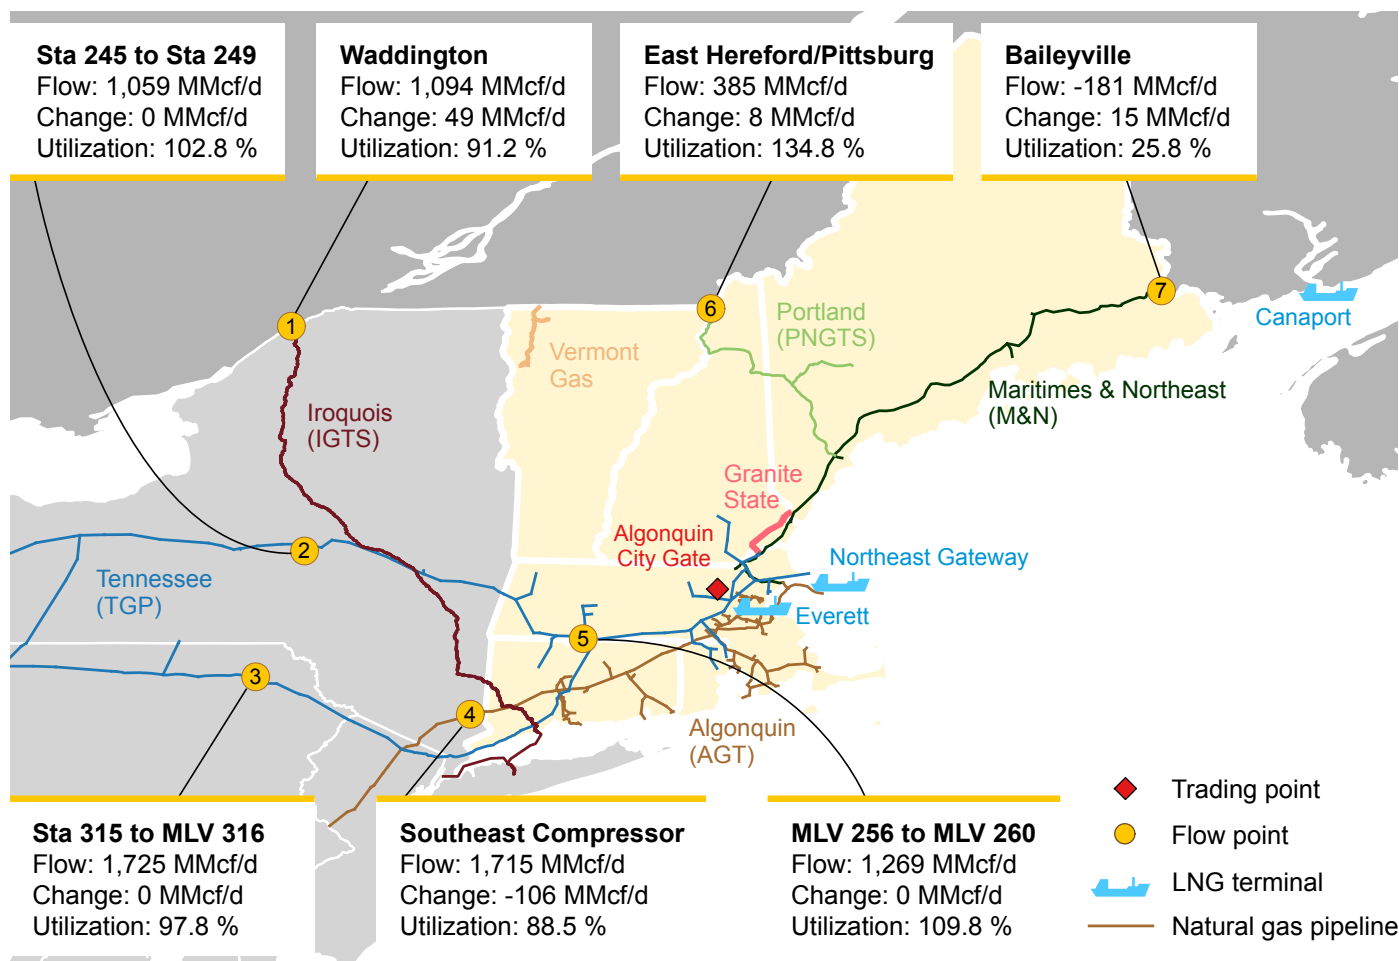 Sta 245 to Sta 249
Flow: 1,059 MMcf/d
Change: 0 MMcf/d
Utilization: 102.8 %
Waddington
Flow: 1,094 MMcf/d
Change: 49 MMcf/d
Utilization: 91.2 %
East Hereford/Pittsburg
Flow: 385 MMcf/d
Change: 8 MMcf/d
Utilization: 134.8 %
Baileyville
Flow: -181 MMcf/d
Change: 15 MMcf/d
Utilization: 25.8 %
7
6
1
Canaport
Portland
(PNGTS)
Vermont
Gas
Maritimes & Northeast
(M&N)
Iroquois
(IGTS)
Granite
State
Algonquin
City Gate
2
Northeast Gateway
Tennessee
(TGP)
Everett
5
3
4
Algonquin
(AGT)
Sta 315 to MLV 316
Flow: 1,725 MMcf/d
Change: 0 MMcf/d
Utilization: 97.8 %
Southeast Compressor
Flow: 1,715 MMcf/d
Change: -106 MMcf/d
Utilization: 88.5 %
MLV 256 to MLV 260
Flow: 1,269 MMcf/d
Change: 0 MMcf/d
Utilization: 109.8 %
Trading point
Flow point
LNG terminal
Natural gas pipeline